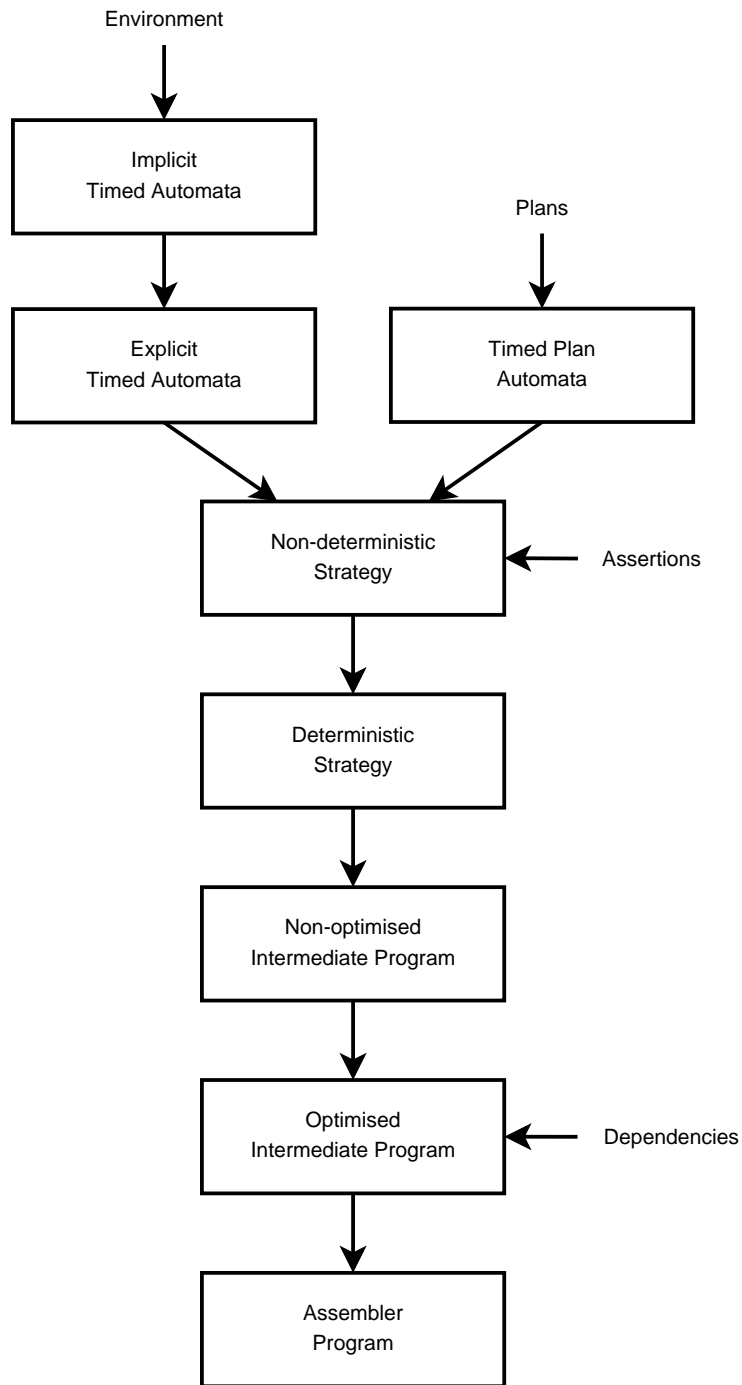 Environment
Implicit
Timed Automata
Plans
Explicit
Timed Automata
Timed Plan
Automata
Non-deterministic
Strategy
Assertions
Deterministic
Strategy
Non-optimised
Intermediate Program
Optimised
Intermediate Program
Dependencies
Assembler
Program